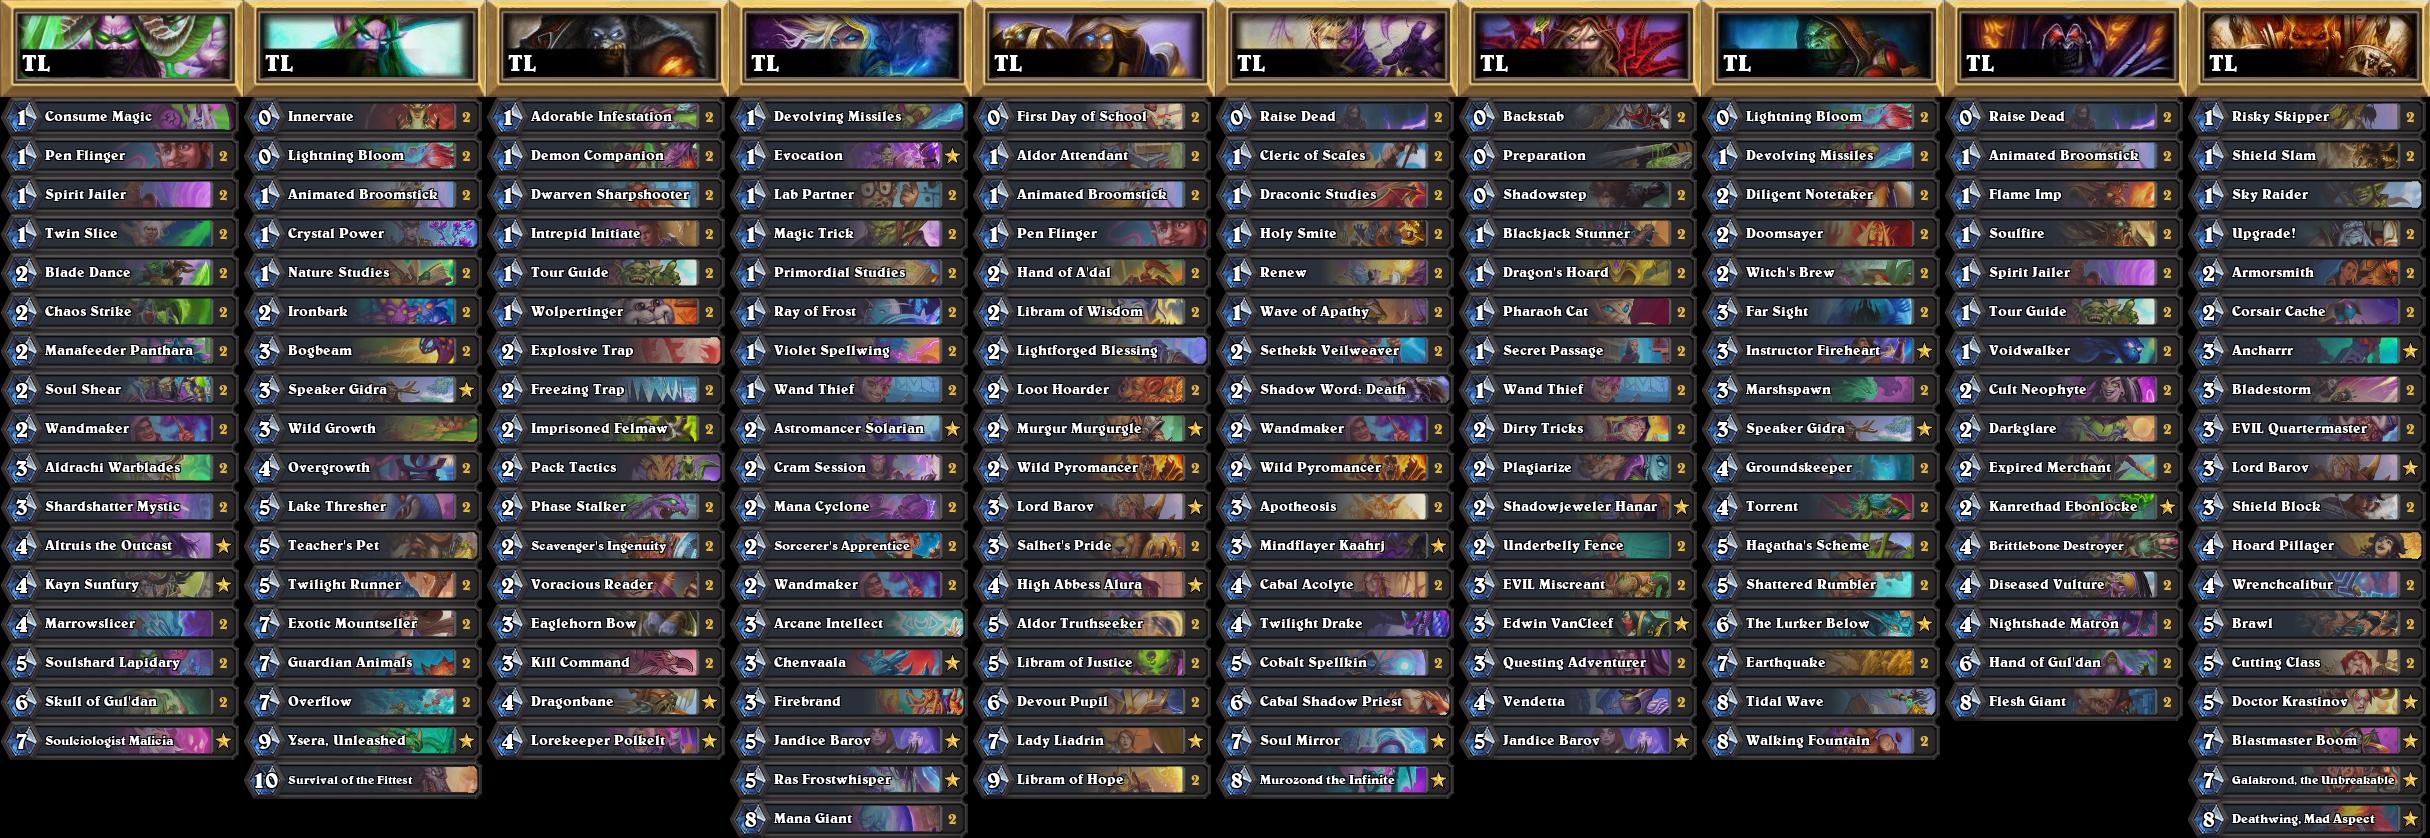 TL
1 Consume Magic
1 Pen Flinger 2
1 Spirit Jailer 2
1 Twin Slice 2
2 Blade Dance 2
2 Chaos Strike 2
2 Manafeeder Panthara 2
2 Soul Shear 2
2 Wandmaker 2
3 Aldrachi Warblades 2
3 Shardshatter Mystic 2
4 Altruis the Outcast
4 Kayn Sunfury
4 Marrowslicer 2
5 Soulshard Lapidary 2
6 Skull of Gul'dan 2
7 Soulciologist Malicia
TL
0 Innervate 2
0 Lightning Bloom 2
1 Animated Broomstick 2
1 Crystal Power
1 Nature Studies 2
2 Ironbark 2
3 Bogbeam 2
3 Speaker Gidra
3 Wild Growth
4 Overgrowth 2
5 Lake Thresher 2
5 Teacher's Pet 2
5 Twilight Runner 2
7 Exotic Mountseller 2
7 Guardian Animals 2
7 Overflow 2
9 Ysera, Unleashed
10 Survival of the Fittest
TL
1 Adorable Infestation 2
1 Demon Companion 2
1 Dwarven Sharpshooter 2
1 Intrepid Initiate 2
1 Tour Guide 2
1 Wolpertinger 2
2 Explosive Trap
2 Freezing Trap 2
2 Imprisoned Felmaw 2
2 Pack Tactics
2 Phase Stalker 2
2 Scavenger's Ingenuity 2
2 Voracious Reader 2
3 Eaglehorn Bow 2
3 Kill Command 2
4 Dragonbane
4 Lorekeeper Polkelt
TL
1 Devolving Missiles
1 Evocation
1 Lab Partner 2
1 Magic Trick 2
1 Primordial Studies 2
1 Ray of Frost 2
1 Violet Spellwing 2
1 Wand Thief 2
2 Astromancer Solarian
2 Cram Session 2
2 Mana Cyclone 2
2 Sorcerer's Apprentice 2
2 Wandmaker 2
3 Arcane Intellect
3 Chenvaala
3 Firebrand
5 Jandice Barov
5 Ras Frostwhisper
8 Mana Giant 2
TL
0 First Day of School 2
1 Aldor Attendant 2
1 Animated Broomstick 2
1 Pen Flinger
2 Hand of A'dal 2
2 Libram of Wisdom 2
2 Lightforged Blessing
2 Loot Hoarder 2
2 Murgur Murgurgle
2 Wild Pyromancer 2
3 Lord Barov
3 Salhet's Pride 2
4 High Abbess Alura
5 Aldor Truthseeker 2
5 Libram of Justice 2
6 Devout Pupil 2
7 Lady Liadrin
9 Libram of Hope 2
TL
0 Raise Dead 2
1 Cleric of Scales 2
1 Draconic Studies 2
1 Holy Smite 2
1 Renew 2
1 Wave of Apathy 2
2 Sethekk Veilweaver 2
2 Shadow Word: Death
2 Wandmaker 2
2 Wild Pyromancer 2
3 Apotheosis 2
3 Mindflayer Kaahrj
4 Cabal Acolyte 2
4 Twilight Drake
5 Cobalt Spellkin 2
6 Cabal Shadow Priest
7 Soul Mirror
8 Murozond the Infinite
TL
0 Backstab 2
0 Preparation
0 Shadowstep 2
1 Blackjack Stunner 2
1 Dragon's Hoard 2
1 Pharaoh Cat 2
1 Secret Passage 2
1 Wand Thief 2
2 Dirty Tricks 2
2 Plagiarize 2
2 Shadowjeweler Hanar
2 Underbelly Fence 2
3 EVIL Miscreant 2
3 Edwin VanCleef
3 Questing Adventurer 2
4 Vendetta 2
5 Jandice Barov
TL
0 Lightning Bloom 2
1 Devolving Missiles 2
2 Diligent Notetaker 2
2 Doomsayer 2
2 Witch's Brew 2
3 Far Sight 2
3 Instructor Fireheart
3 Marshspawn 2
3 Speaker Gidra
4 Groundskeeper 2
4 Torrent 2
5 Hagatha's Scheme 2
5 Shattered Rumbler 2
6 The Lurker Below
7 Earthquake 2
8 Tidal Wave
8 Walking Fountain 2
TL
0 Raise Dead 2
1 Animated Broomstick 2
1 Flame Imp 2
1 Soulfire 2
1 Spirit Jailer 2
1 Tour Guide 2
1 Voidwalker 2
2 Cult Neophyte 2
2 Darkglare 2
2 Expired Merchant 2
2 Kanrethad Ebonlocke
4 Brittlebone Destroyer
4 Diseased Vulture 2
4 Nightshade Matron 2
6 Hand of Gul'dan 2
8 Flesh Giant 2
TL
1 Risky Skipper 2
1 Shield Slam 2
1 Sky Raider
1 Upgrade! 2
2 Armorsmith 2
2 Corsair Cache 2
3 Ancharrr
3 Bladestorm 2
3 EVIL Quartermaster 2
3 Lord Barov
3 Shield Block 2
4 Hoard Pillager
4 Wrenchcalibur 2
5 Brawl 2
5 Cutting Class 2
5 Doctor Krastinov
7 Blastmaster Boom
7 Galakrond, the Unbreakable
8 Deathwing, Mad Aspect